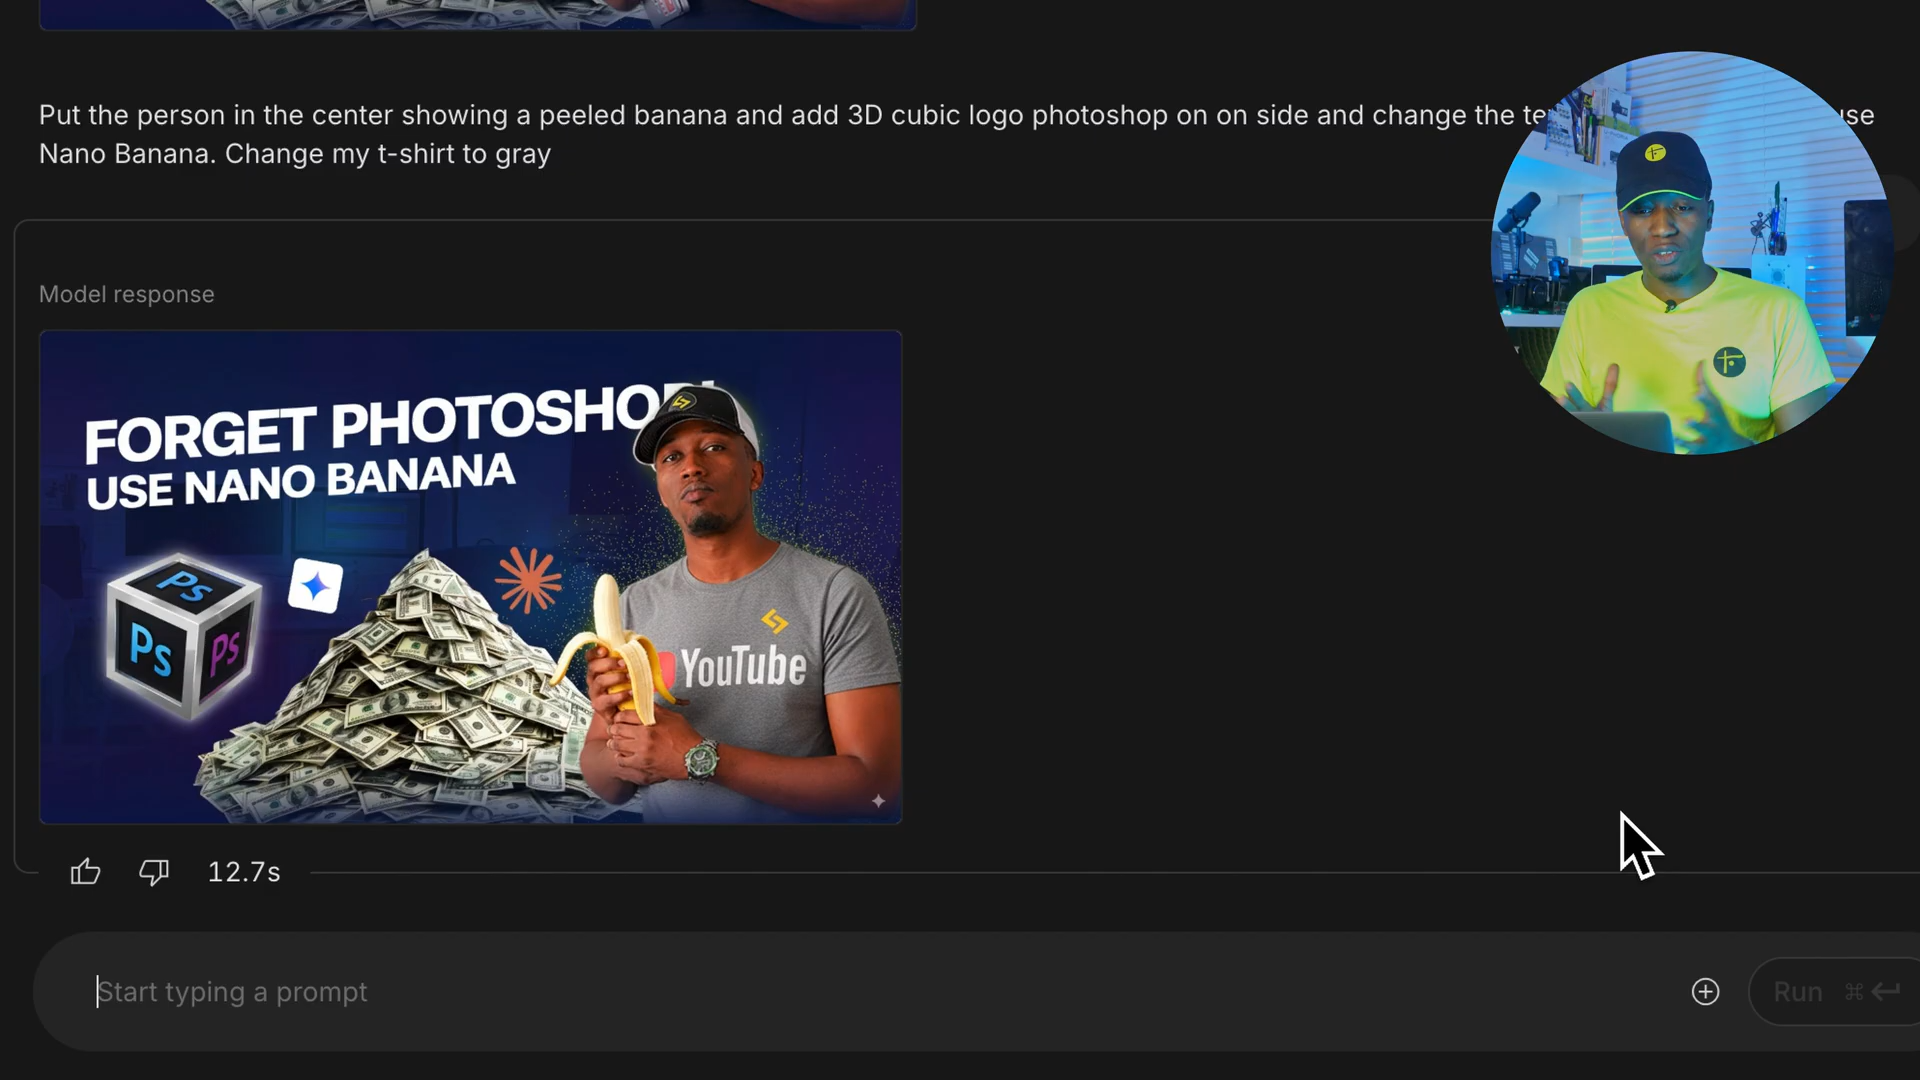 Put the person in the center showing a peeled banana and add 3D cubic logo photoshop on on side and change the use
Nano Banana. Change my t-shirt to gray
Model response
FORGET PHOTOSHOP!
USE NANO BANANA
Ps
Ps
Ps
YouTube
12.7s
Start typing a prompt
Run ⌘